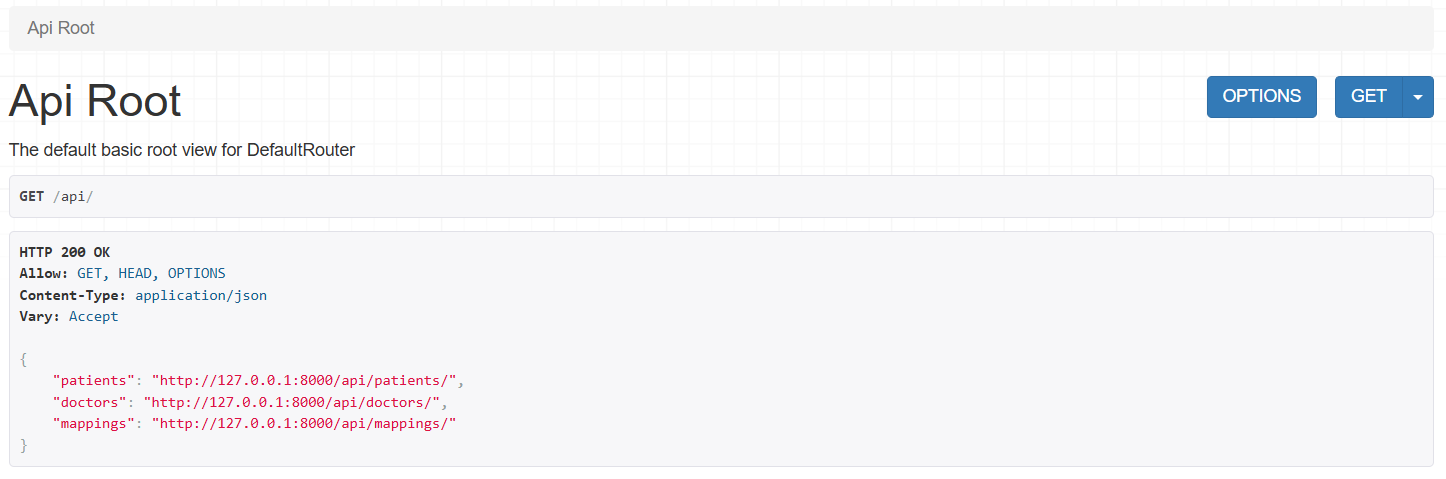 Api Root
Api Root
OPTIONS
GET
The default basic root view for DefaultRouter
GET /api/
HTTP 200 OK
Allow: GET, HEAD, OPTIONS
Content-Type: application/json
Vary: Accept
{
    "patients": "http://127.0.0.1:8000/api/patients/",
    "doctors": "http://127.0.0.1:8000/api/doctors/",
    "mappings": "http://127.0.0.1:8000/api/mappings/"
}